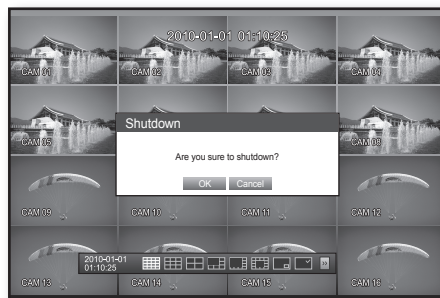 2010-01-01 01:10:25
CAM 01 CAM 02 CAM 03 CAM 04
CAM 05 CAM 08
Shutdown
Are you sure to shutdown?
OK Cancel
CAM 09 CAM 10 CAM 11 CAM 12
2010-01-01
01:10:25
CAM 13 CAM 14 CAM 15 CAM 16